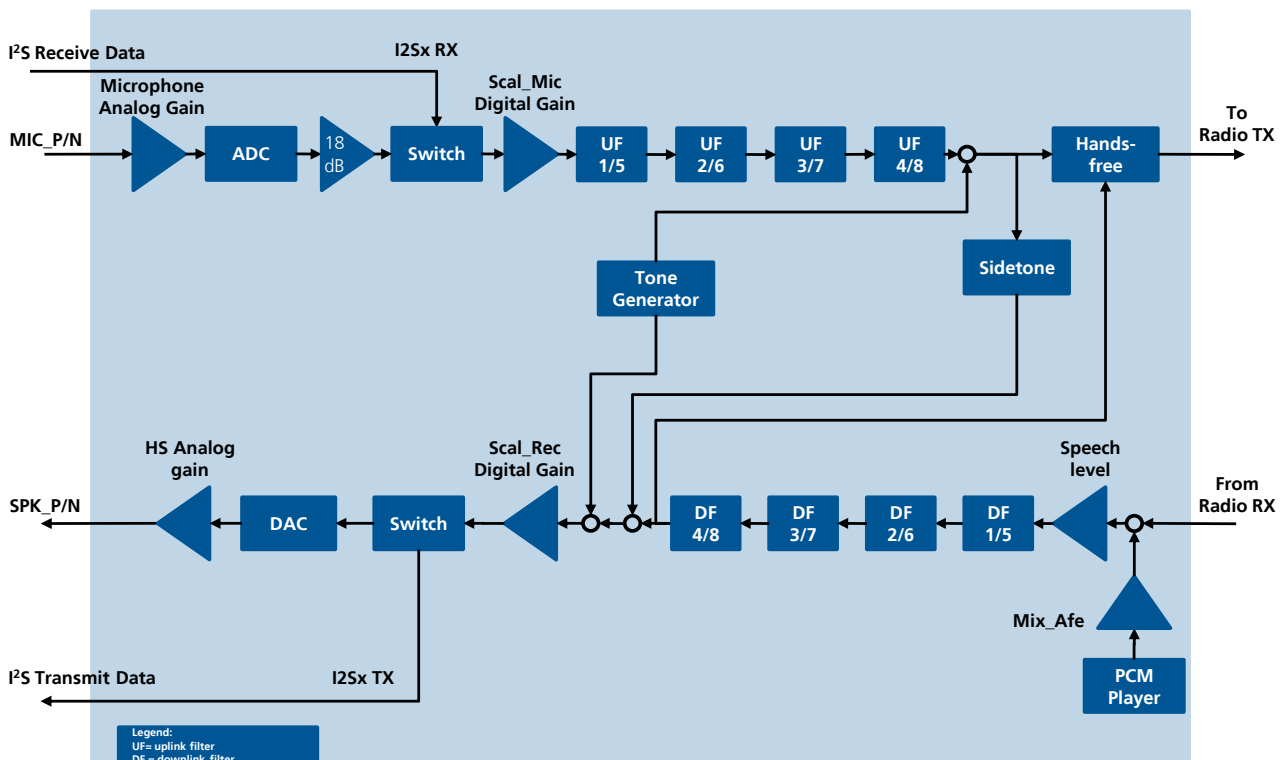 I²S Receive Data
I2Sx RX
Microphone
Analog Gain
Scal_Mic
Digital Gain
MIC_P/N
ADC
18
dB
Switch
UF
1/5
UF
2/6
UF
3/7
UF
4/8
Hands-
free
To
Radio TX
Tone
Generator
Sidetone
HS Analog
gain
Scal_Rec
Digital Gain
Speech
level
SPK_P/N
DAC
Switch
DF
4/8
DF
3/7
DF
2/6
DF
1/5
From
Radio RX
Mix_Afe
PCM
Player
I²S Transmit Data
I2Sx TX
Legend:
UF= uplink filter
DF = downlink filter